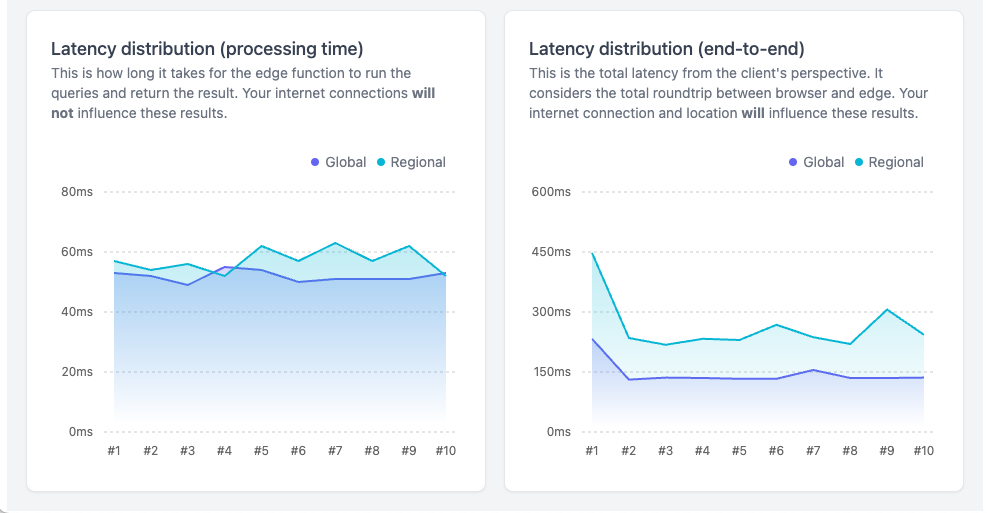 Latency distribution (processing time)
This is how long it takes for the edge function to run the
queries and return the result. Your internet connections will
not influence these results.
Global Regional
80ms
60ms
40ms
20ms
0ms
#1 #2 #3 #4 #5 #6 #7 #8 #9 #10
Latency distribution (end-to-end)
This is the total latency from the client's perspective. It
considers the total roundtrip between browser and edge. Your
internet connection and location will influence these results.
Global Regional
600ms
450ms
300ms
150ms
0ms
#1 #2 #3 #4 #5 #6 #7 #8 #9 #10